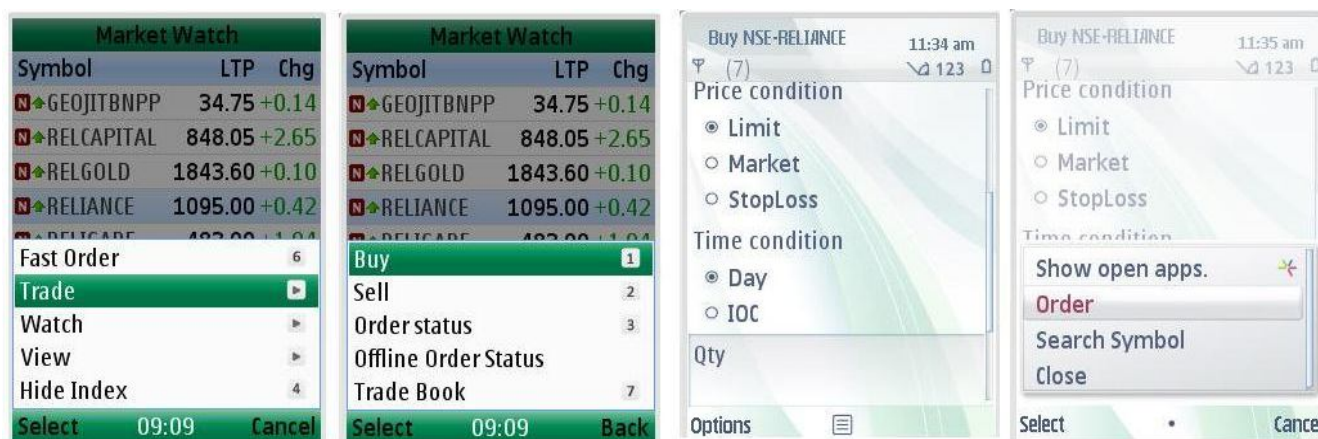 Market Watch
Symbol LTP Chg
N GEOJITBNPP 34.75 +0.14
N RELCAPITAL 848.05 +2.65
N RELGOLD 1843.60 +0.10
N RELIANCE 1095.00 +0.42
Fast Order 6
Trade
Watch
View
Hide Index 4
Select 09:09 Cancel
Market Watch
Symbol LTP Chg
N GEOJITBNPP 34.75 +0.14
N RELCAPITAL 848.05 +2.65
N RELGOLD 1843.60 +0.10
N RELIANCE 1095.00 +0.42
Buy 1
Sell 2
Order status 3
Offline Order Status
Trade Book 7
Select 09:09 Back
Buy NSE-RELIANCE 11:34 am
(7) 123
Price condition
Limit
Market
StopLoss
Time condition
Day
IOC
Qty
Options
Buy NSE-RELIANCE 11:35 am
(7) 123
Price condition
Limit
Market
StopLoss
Time condition
Show open apps.
Order
Search Symbol
Close
Select Cance